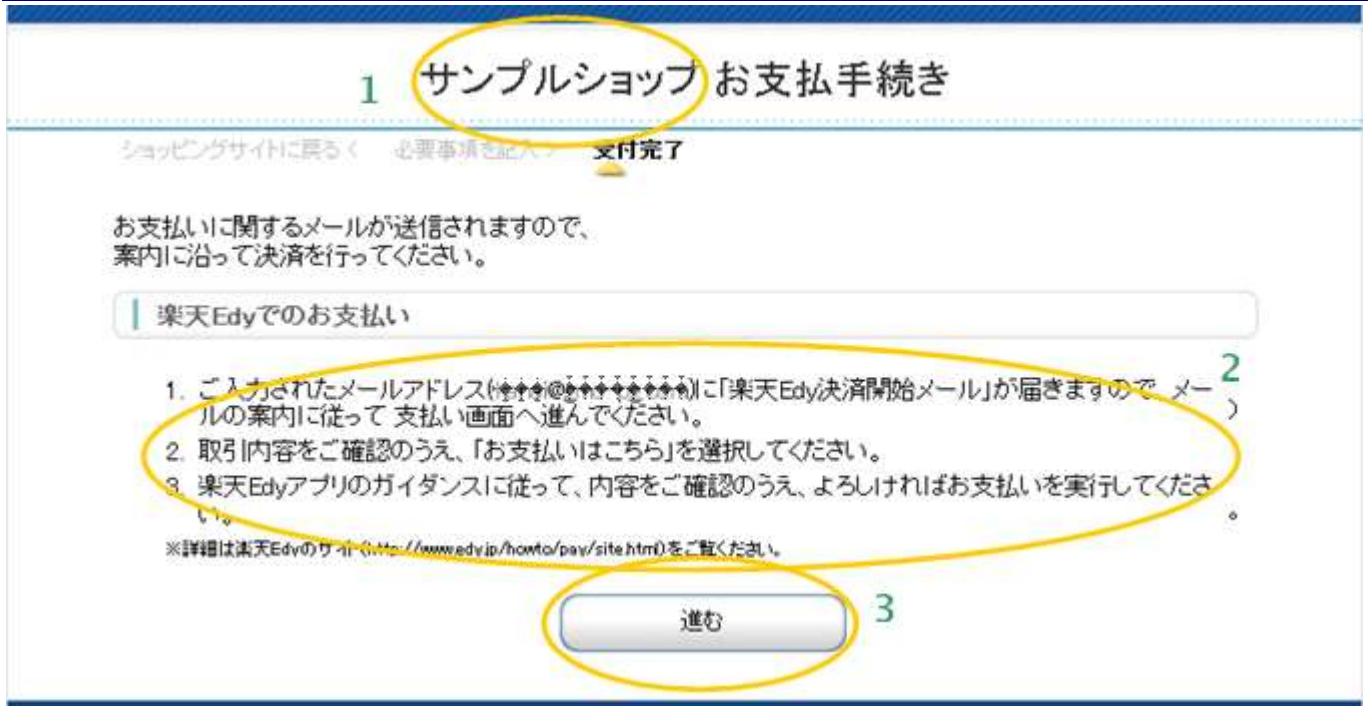 1 サンプルショップ お支払手続き
ショッピングサイトに戻る < 必要事項を記入 > 受付完了
お支払いに関するメールが送信されますので、
案内に沿って決済を行ってください。
楽天Edyでのお支払い
2
1. ご入力されたメールアドレス( @ )に「楽天Edy決済開始メール」が届きますので、メー
ルの案内に従って 支払い画面へ進んでください。 )
2. 取引内容をご確認のうえ、「お支払いはこちら」を選択してください。
3. 楽天Edyアプリのガイダンスに従って、内容をご確認のうえ、よろしければお支払いを実行してくださ
い。 。
※詳細は楽天Edyのサイト(http://www.edy.jp/howto/pay/site.html)をご覧ください。
進む 3